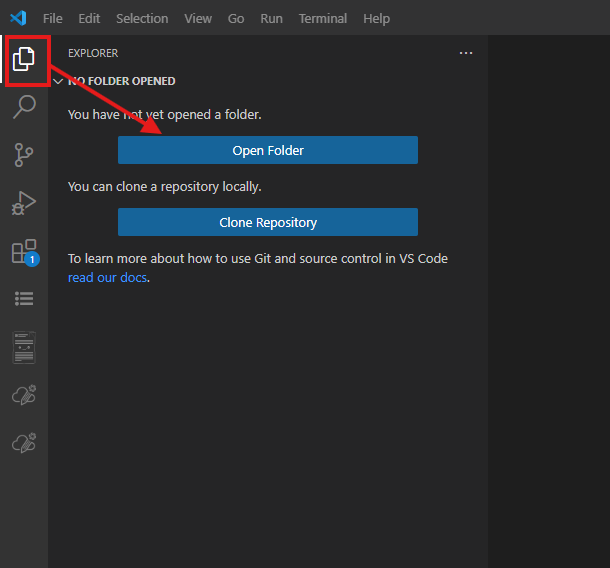 File Edit Selection View Go Run Terminal Help
EXPLORER
NO FOLDER OPENED
You have not yet opened a folder.
Open Folder
You can clone a repository locally.
Clone Repository
To learn more about how to use Git and source control in VS Code
read our docs.
1